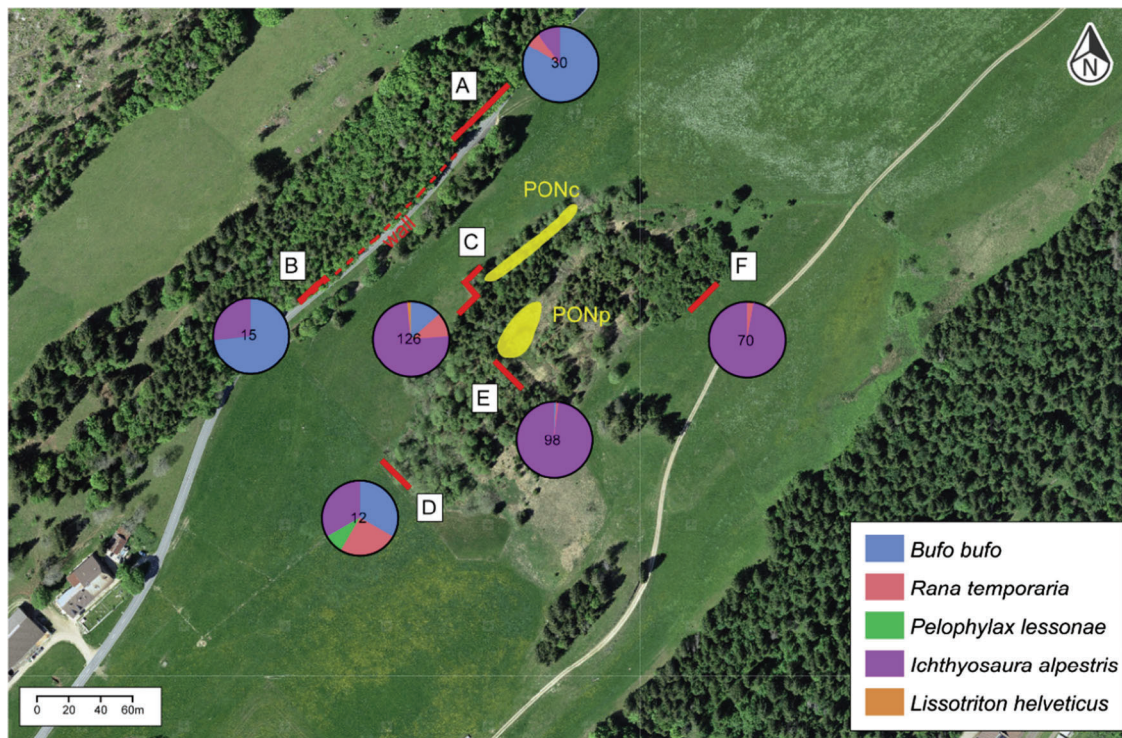 A
30
N
PONc
wall
C
B
F
15
126
PONp
70
E
98
12
D
Bufo bufo
Rana temporaria
Pelophylax lessonae
Ichthyosaura alpestris
Lissotriton helveticus
0 20 40 60m